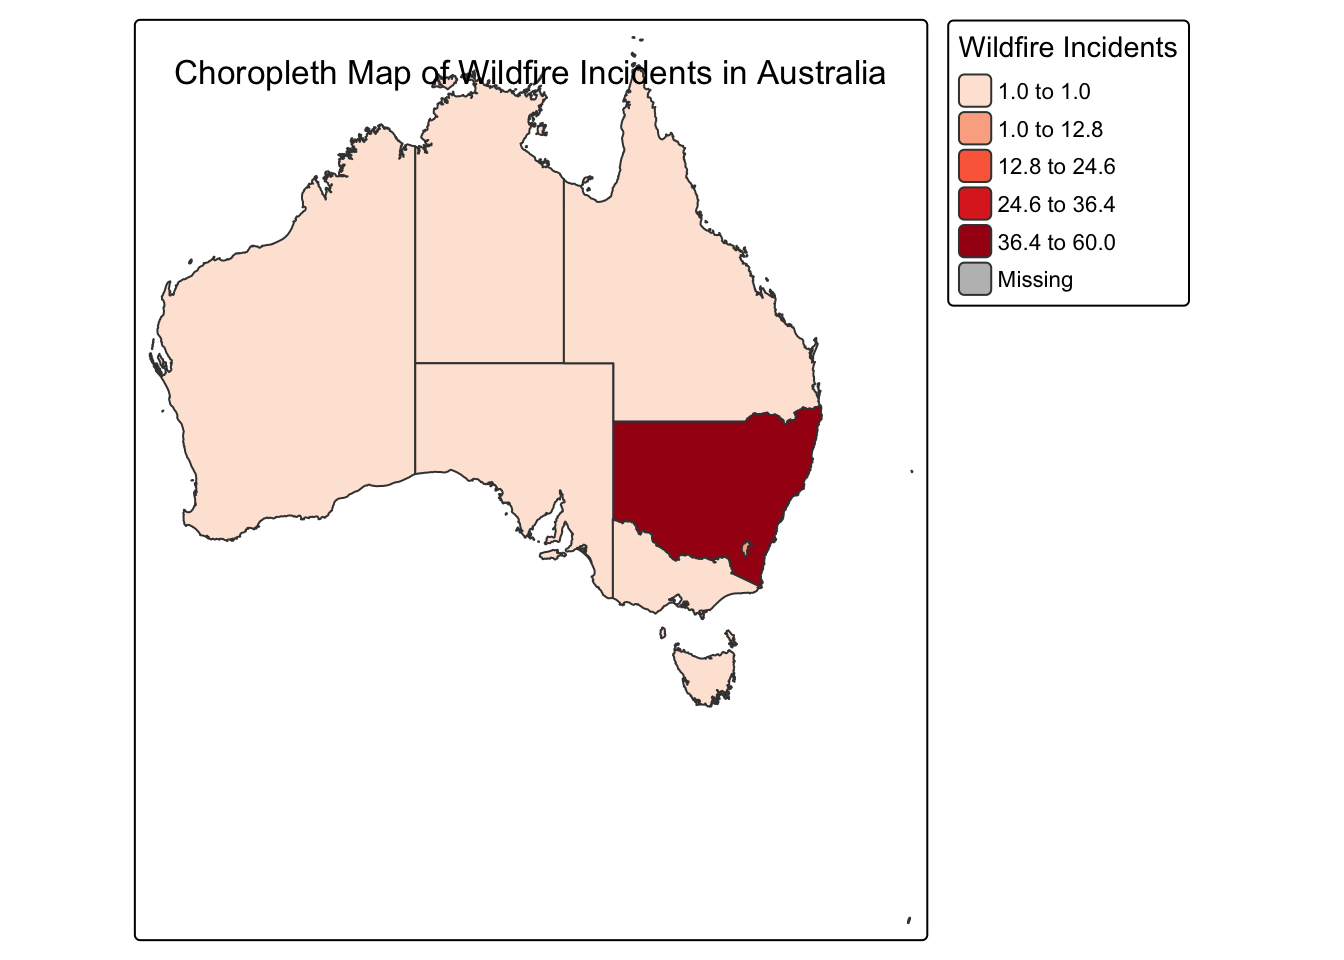 Choropleth Map of Wildfire Incidents in Australia
Wildfire Incidents
1.0 to 1.0
1.0 to 12.8
12.8 to 24.6
24.6 to 36.4
36.4 to 60.0
Missing